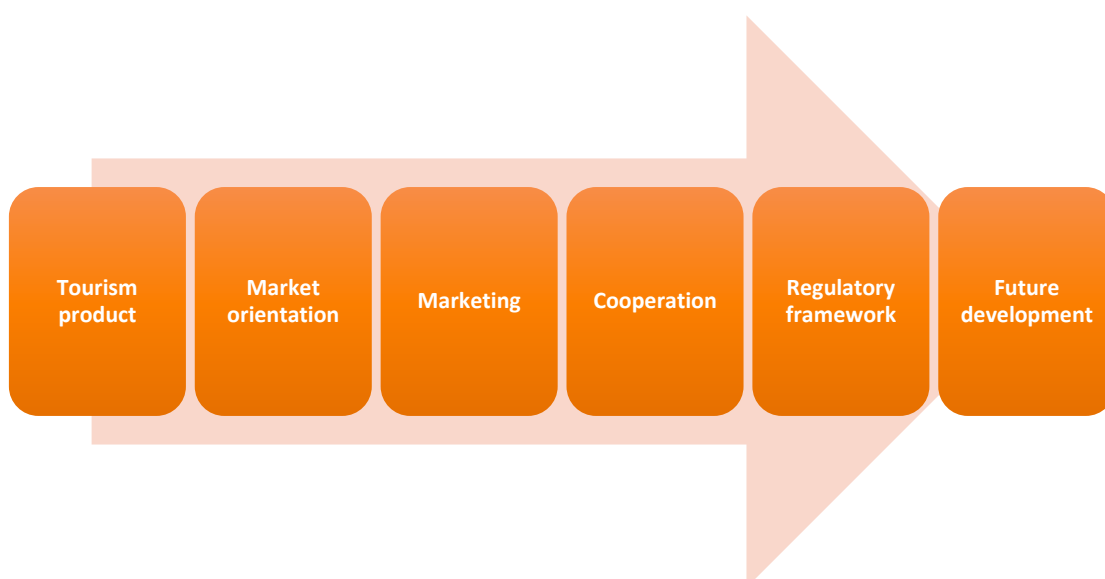 Tourism
product
Market
orientation
Marketing
Cooperation
Regulatory
framework
Future
development